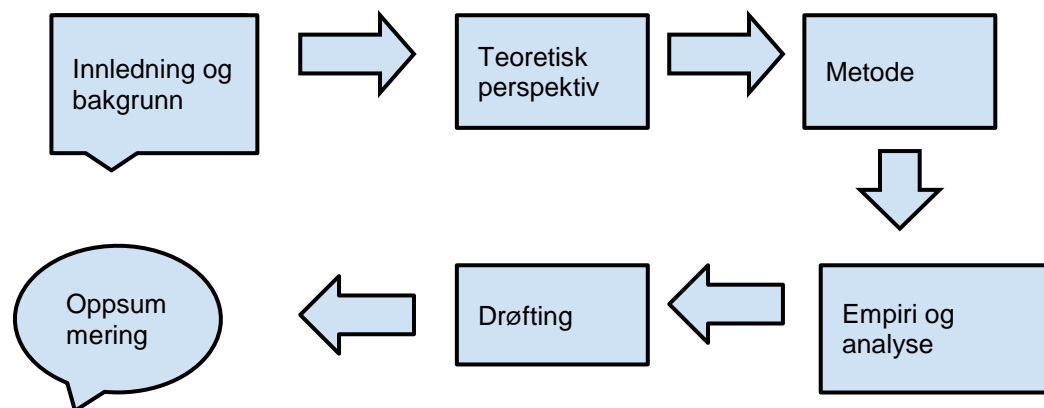 Innledning og
bakgrunn
Teoretisk
perspektiv
Metode
Empiri og
analyse
Drøfting
Oppsum
mering